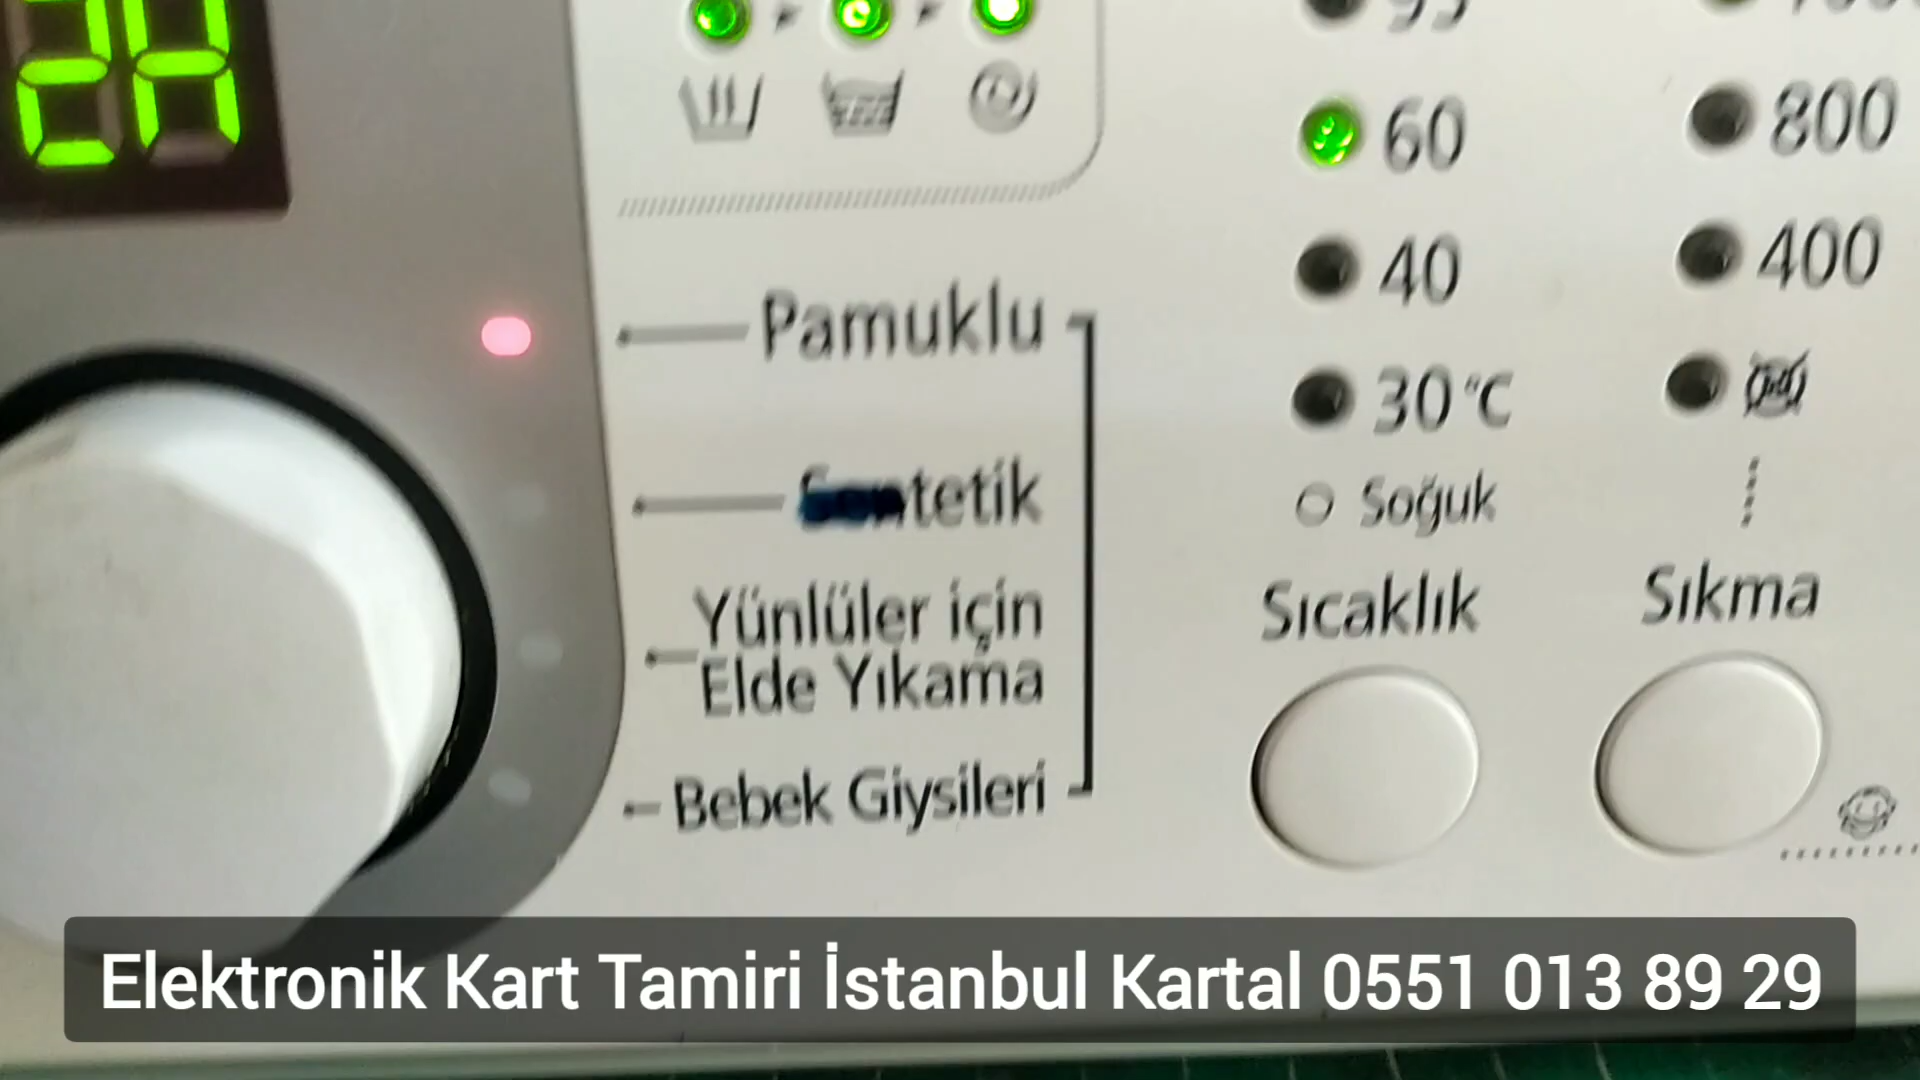 60
800
40
400
Pamuklu
30 °C
tetik
Soğuk
Yünlüler için
Elde Yıkama
Sıcaklık
Sıkma
Bebek Giysileri
Elektronik Kart Tamiri İstanbul Kartal 0551 013 89 29